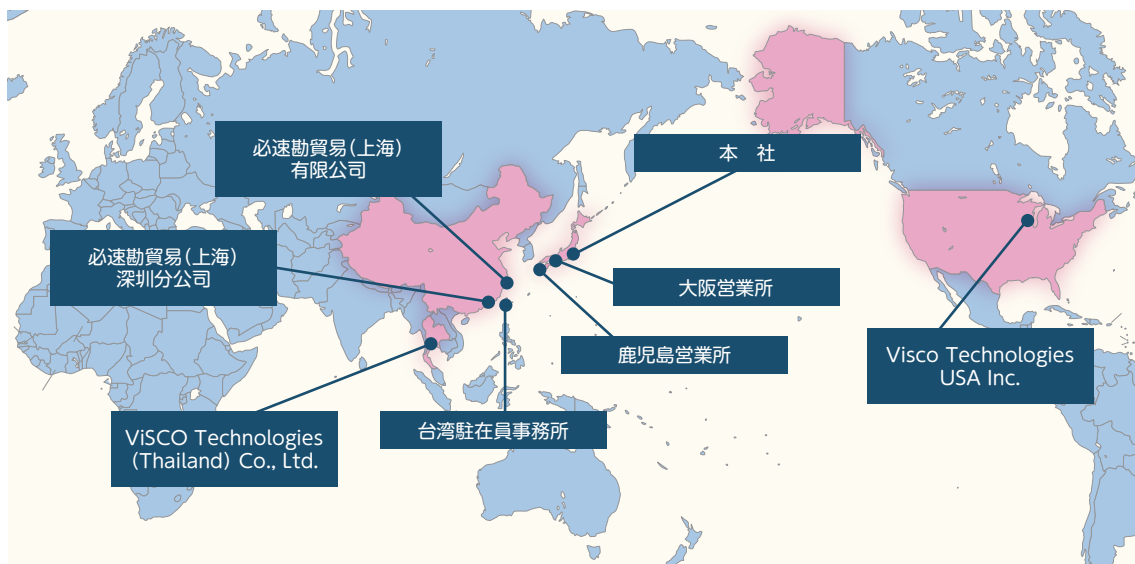 必速勘貿易(上海)
有限公司
本 社
必速勘貿易(上海)
深圳分公司
大阪営業所
鹿児島営業所
Visco Technologies
USA Inc.
ViSCO Technologies
(Thailand) Co., Ltd.
台湾駐在員事務所